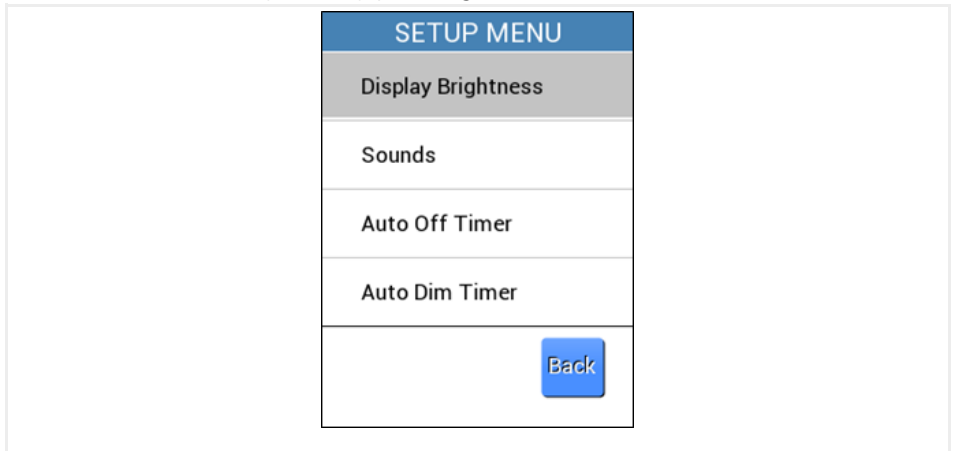 SETUP MENU
Display Brightness
Sounds
Auto Off Timer
Auto Dim Timer
Back